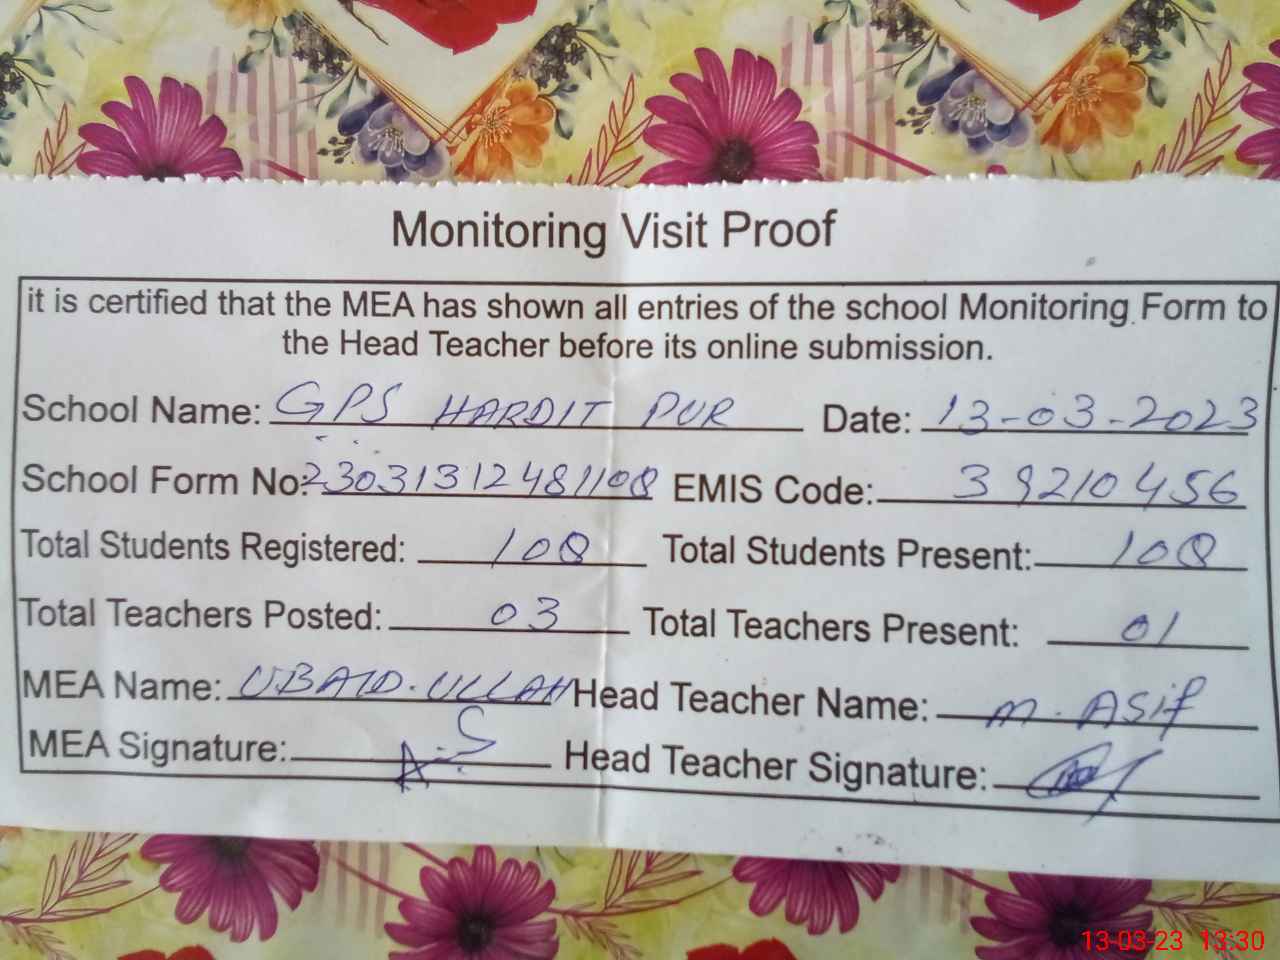 Monitoring Visit Proof
it is certified that the MEA has shown all entries of the school Monitoring Form to
the Head Teacher before its online submission.
School Name: GPS HARDIT PUR Date: 13-03-2023
School Form No: 23031312481108 EMIS Code: 39210456
Total Students Registered: 108 Total Students Present: 108
Total Teachers Posted: 03 Total Teachers Present: 01
MEA Name: UBAID.ULLAH Head Teacher Name: M. ASif
MEA Signature: Head Teacher Signature:
13-03-23 13:30